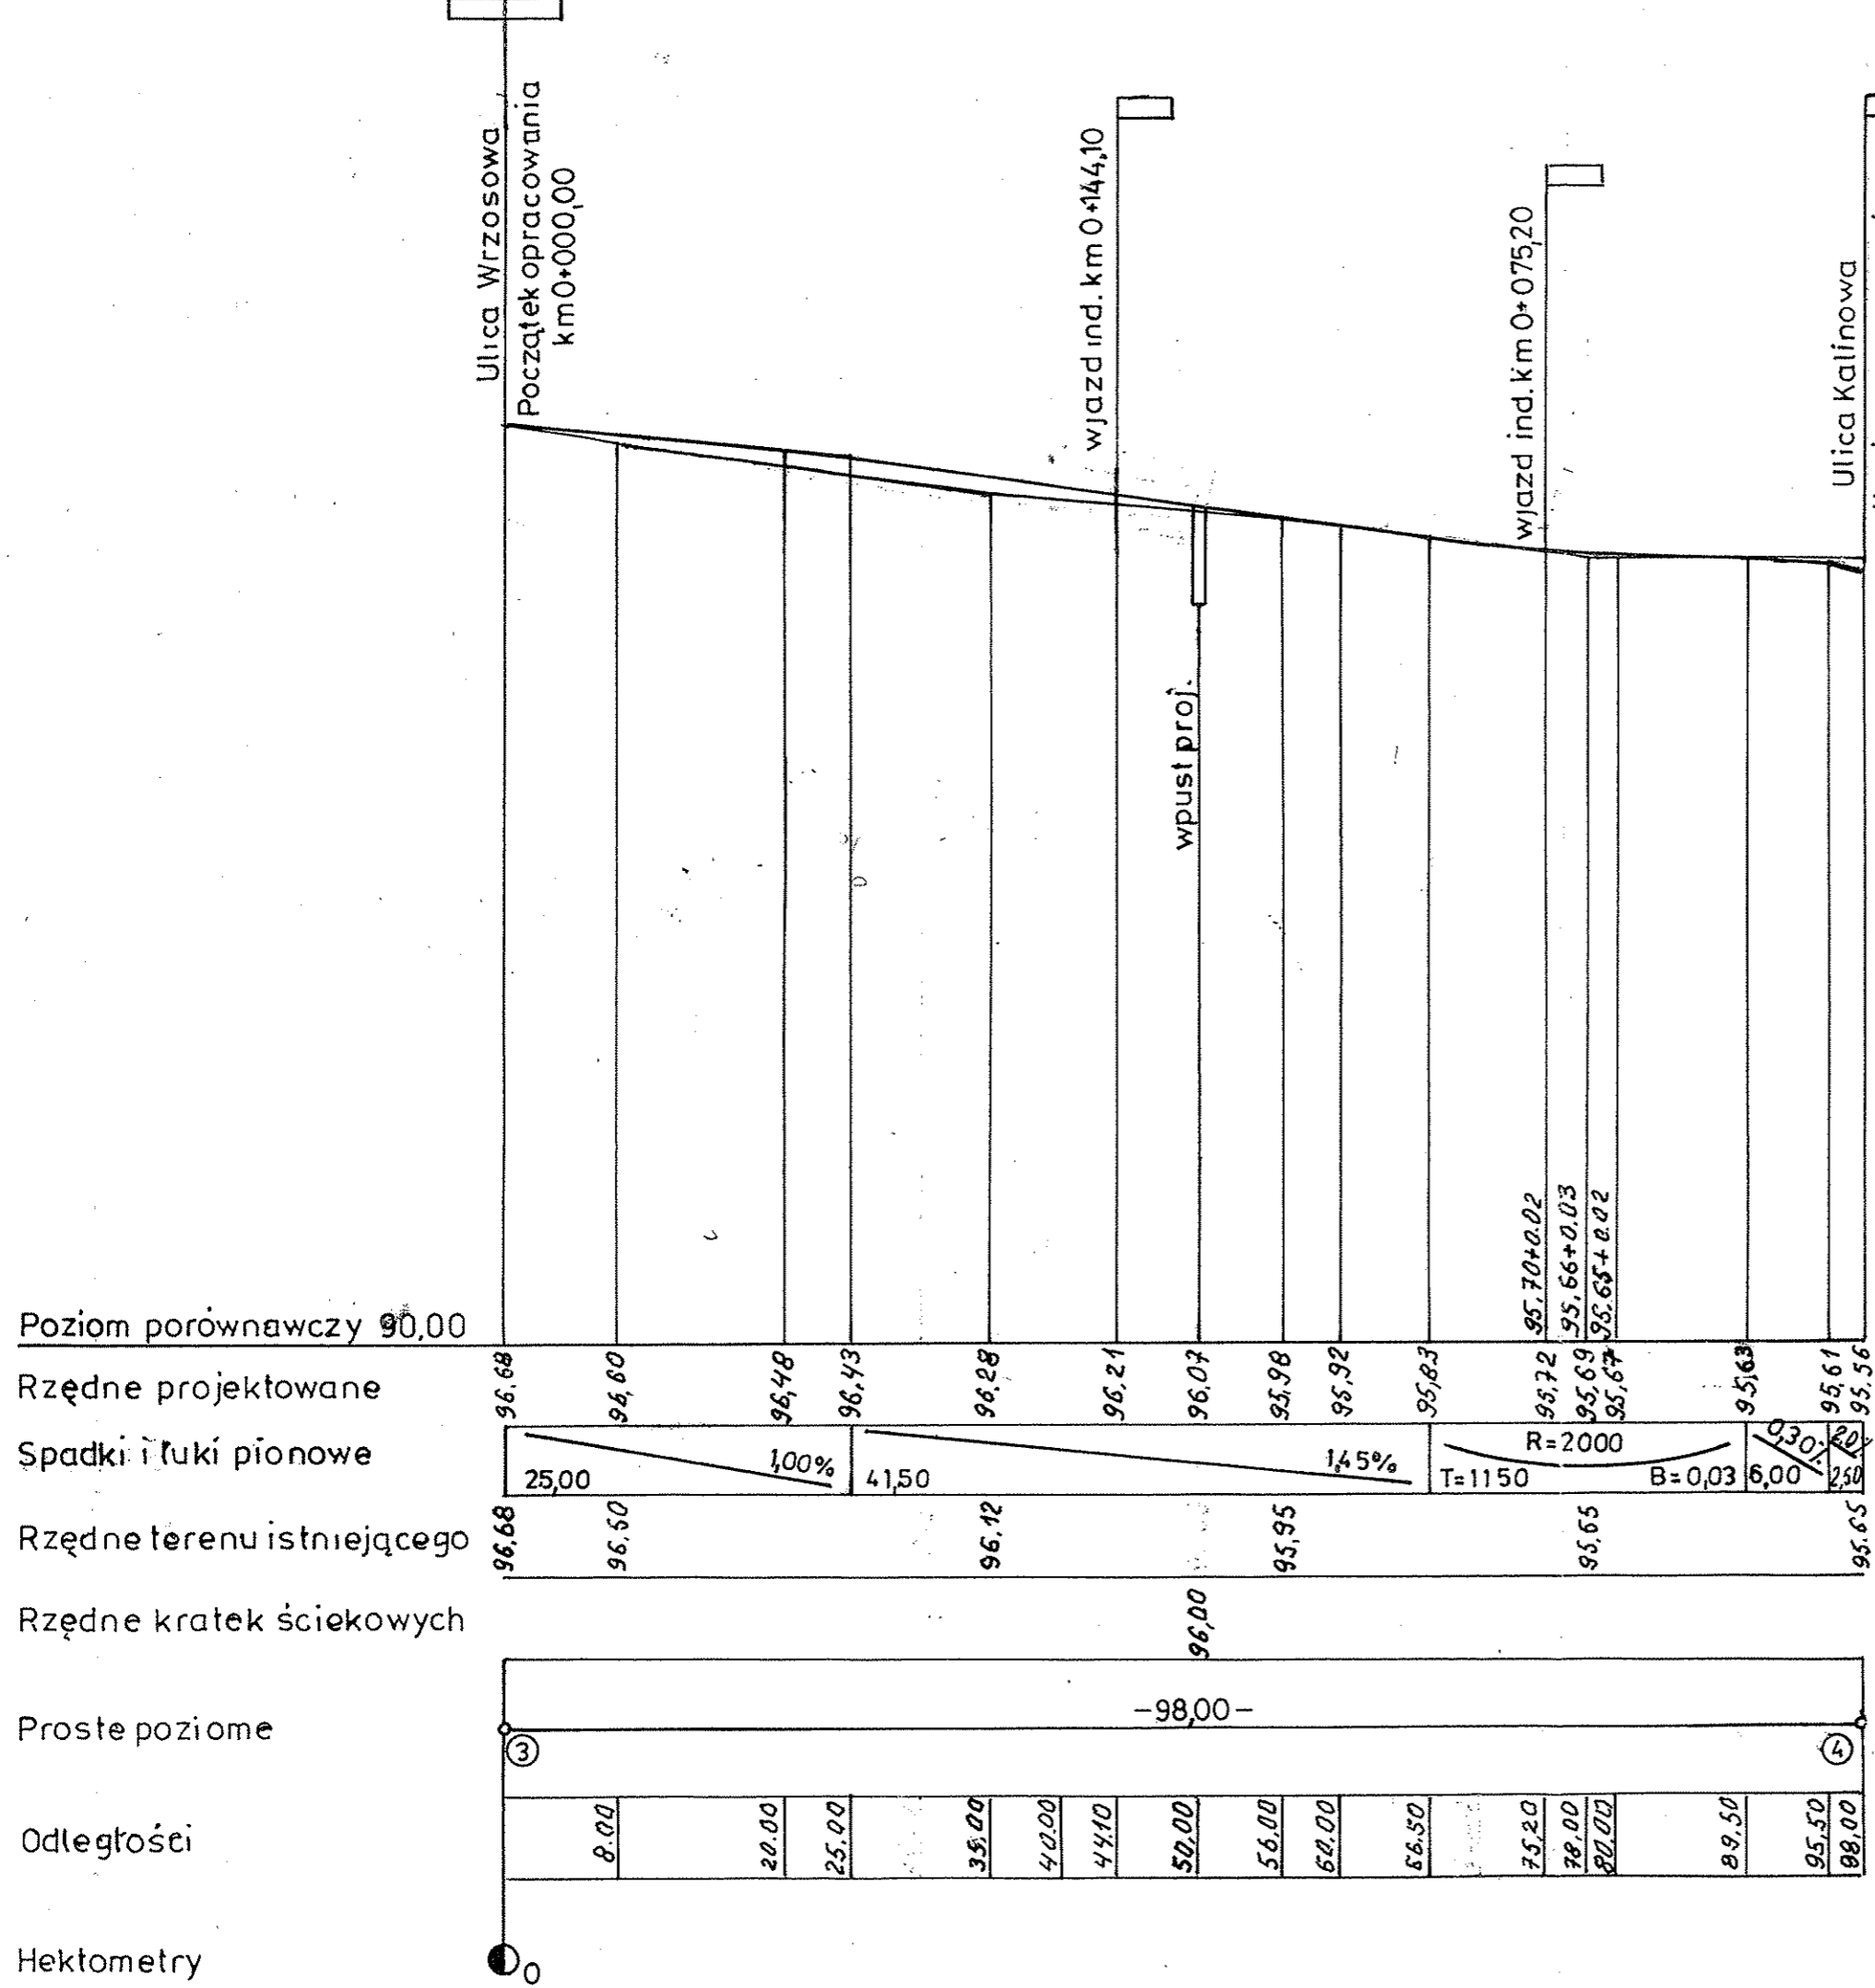 Ulica Wrzosowa
Początek opracowania
km 0+000,00
wjazd ind. km 0+144,10
wjazd ind. km 0+075,20
Ulica Kalinowa
wpust proj.
95,70+0.02
95,66+0.03
95,65+0.02
Poziom porównawczy 90,00
Rzędne projektowane
96.68 96,60 96,48 96.43 96.28 96,21 96.07 95,98 95,92 95,83 95,72 95,69 95,67 95,63 95,61 95.56
Spadki i łuki pionowe
25,00 1,00% 41,50 1,45% T=1150 R=2000 B=0,03 6,00 0,30% 2,50
Rzędne terenu istniejącego
96,68 96,50 96.12 95,95 95,65 95.65
Rzędne kratek ściekowych
96,00
Proste poziome
-98,00-
3 4
Odległości
8.00 20.00 25.00 35,00 40.00 44.10 50,00 56,00 60,00 66.50 75,20 78,00 80,00 89,50 95,50 98,00
Hektometry
0